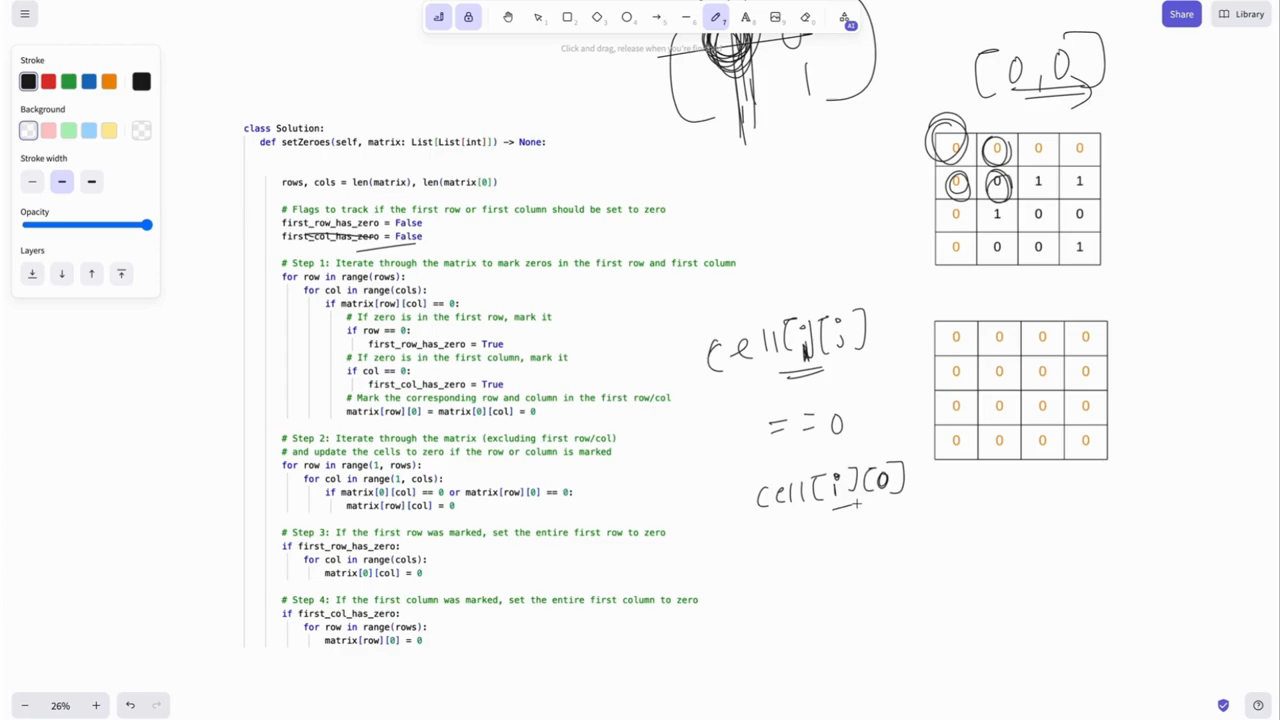 Share
Library
Click and drag, release when you're fin
Stroke
Background
Stroke width
Opacity
Layers
26%
class Solution:
def setZeroes(self, matrix: List[List[int]]) -> None:
rows, cols = len(matrix), len(matrix[0])
# Flags to track if the first row or first column should be set to zero
first_row_has_zero = False
first_col_has_zero = False
# Step 1: Iterate through the matrix to mark zeros in the first row and first column
for row in range(rows):
for col in range(cols):
if matrix[row][col] == 0:
# If zero is in the first row, mark it
if row == 0:
first_row_has_zero = True
# If zero is in the first column, mark it
if col == 0:
first_col_has_zero = True
# Mark the corresponding row and column in the first row/col
matrix[row][0] = matrix[0][col] = 0
# Step 2: Iterate through the matrix (excluding first row/col)
# and update the cells to zero if the row or column is marked
for row in range(1, rows):
for col in range(1, cols):
if matrix[0][col] == 0 or matrix[row][0] == 0:
matrix[row][col] = 0
# Step 3: If the first row was marked, set the entire first row to zero
if first_row_has_zero:
for col in range(cols):
matrix[0][col] = 0
# Step 4: If the first column was marked, set the entire first column to zero
if first_col_has_zero:
for row in range(rows):
matrix[row][0] = 0
0
1
[0, 0]
cell[i][j]
== 0
cell[i][0]
0 0 0 0
0 0 1 1
0 1 0 0
0 0 0 1
0 0 0 0
0 0 0 0
0 0 0 0
0 0 0 0